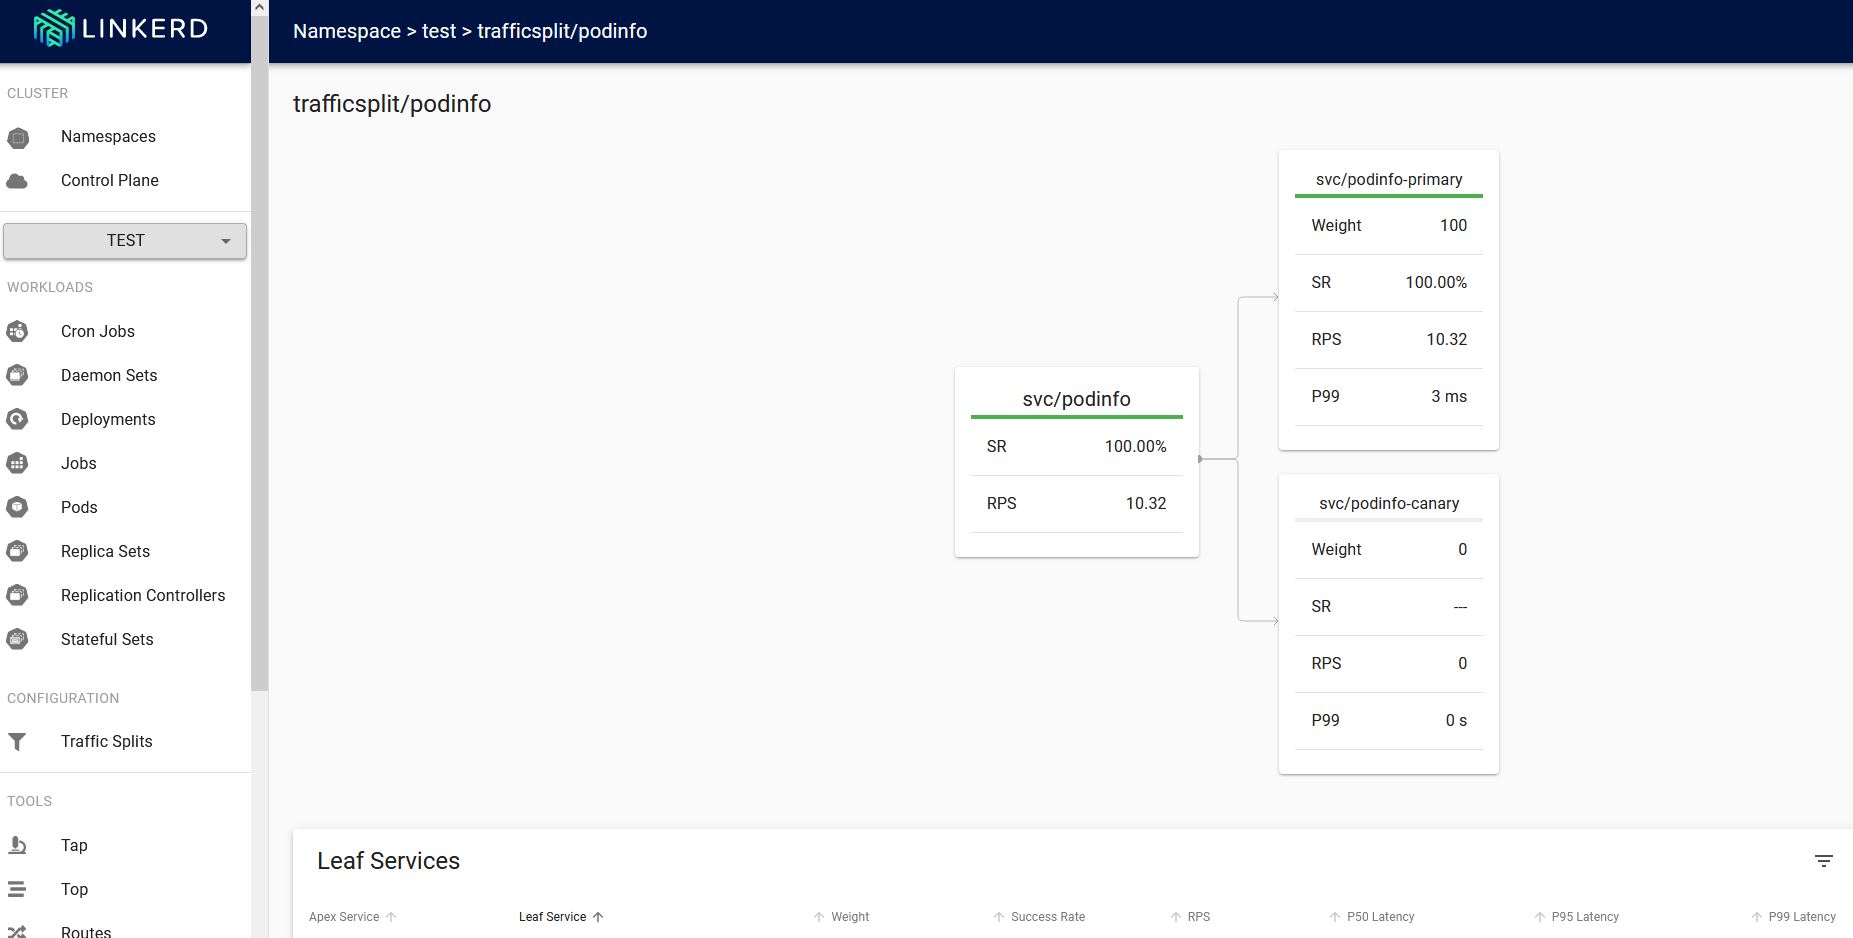 LINKERD
Namespace > test > trafficsplit/podinfo
CLUSTER
Namespaces
Control Plane
TEST
WORKLOADS
Cron Jobs
Daemon Sets
Deployments
Jobs
Pods
Replica Sets
Replication Controllers
Stateful Sets
CONFIGURATION
Traffic Splits
TOOLS
Tap
Top
Routes
trafficsplit/podinfo
svc/podinfo
SR 100.00%
RPS 10.32
svc/podinfo-primary
Weight 100
SR 100.00%
RPS 10.32
P99 3 ms
svc/podinfo-canary
Weight 0
SR ---
RPS 0
P99 0 s
Leaf Services
Apex Service Leaf Service Weight Success Rate RPS P50 Latency P95 Latency P99 Latency